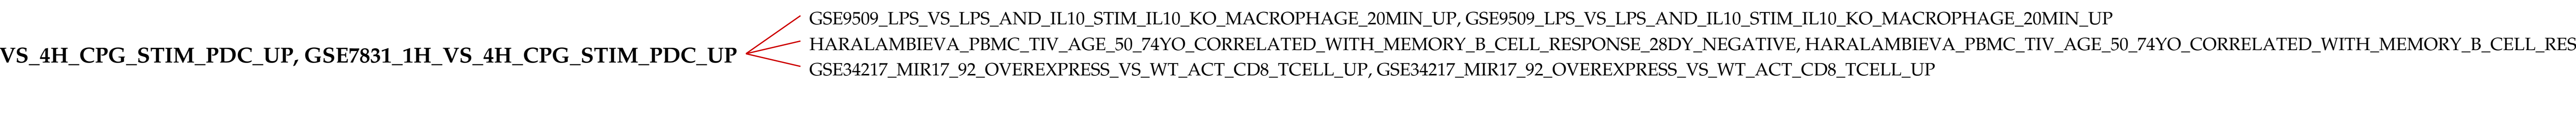 GSE9509_LPS_VS_LPS_AND_IL10_STIM_IL10_KO_MACROPHAGE_20MIN_UP, GSE9509_LPS_VS_LPS_AND_IL10_STIM_IL10_KO_MACROPHAGE_20MIN_UP
VS_4H_CPG_STIM_PDC_UP, GSE7831_1H_VS_4H_CPG_STIM_PDC_UP
HARALAMBIEVA_PBMC_TIV_AGE_50_74YO_CORRELATED_WITH_MEMORY_B_CELL_RESPONSE_28DY_NEGATIVE, HARALAMBIEVA_PBMC_TIV_AGE_50_74YO_CORRELATED_WITH_MEMORY_B_CELL_RES
GSE34217_MIR17_92_OVEREXPRESS_VS_WT_ACT_CD8_TCELL_UP, GSE34217_MIR17_92_OVEREXPRESS_VS_WT_ACT_CD8_TCELL_UP